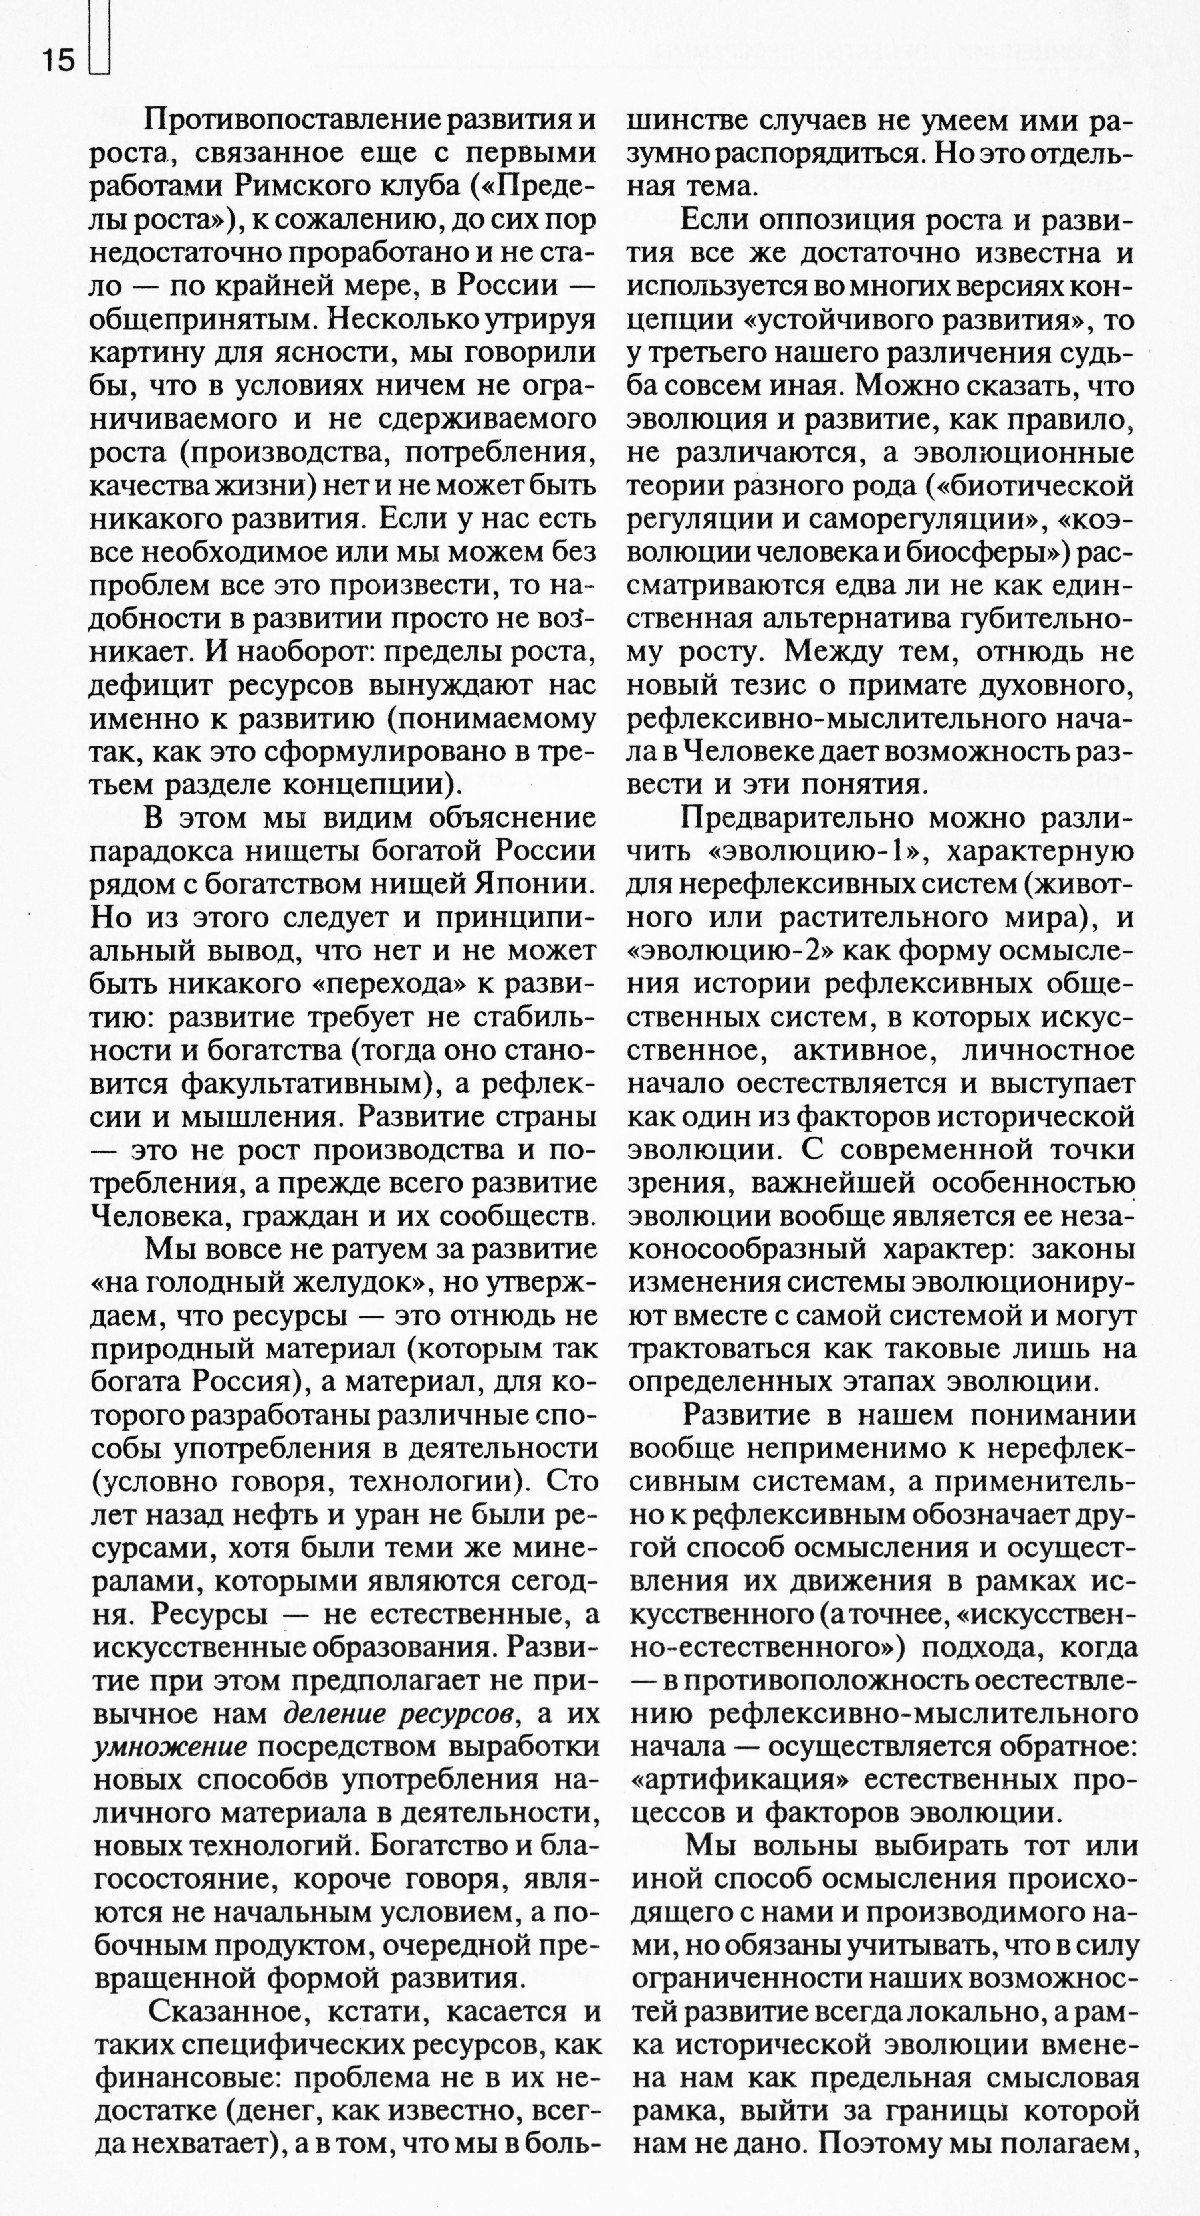 15
Противопоставление развития и
роста, связанное еще с первыми
работами Римского клуба («Преде-
лы роста»), к сожалению, до сих пор
недостаточно проработано и не ста-
ло — по крайней мере, в России —
общепринятым. Несколько утрируя
картину для ясности, мы говорили
бы, что в условиях ничем не огра-
ничиваемого и не сдерживаемого
роста (производства, потребления,
качества жизни) нет и не может быть
никакого развития. Если у нас есть
все необходимое или мы можем без
проблем все это произвести, то на-
добности в развитии просто не воз-
никает. И наоборот: пределы роста,
дефицит ресурсов вынуждают нас
именно к развитию (понимаемому
так, как это сформулировано в тре-
тьем разделе концепции).
В этом мы видим объяснение
парадокса нищеты богатой России
рядом с богатством нищей Японии.
Но из этого следует и принципи-
альный вывод, что нет и не может
быть никакого «перехода» к разви-
тию: развитие требует не стабиль-
ности и богатства (тогда оно стано-
вится факультативным), а рефлек-
сии и мышления. Развитие страны
— это не рост производства и по-
требления, а прежде всего развитие
Человека, граждан и их сообществ.
Мы вовсе не ратуем за развитие
«на голодный желудок», но утверж-
даем, что ресурсы — это отнюдь не
природный материал (которым так
богата Россия), а материал, для ко-
торого разработаны различные спо-
собы употребления в деятельности
(условно говоря, технологии). Сто
лет назад нефть и уран не были ре-
сурсами, хотя были теми же мине-
ралами, которыми являются сегод-
ня. Ресурсы — не естественные, а
искусственные образования. Разви-
тие при этом предполагает не при-
вычное нам деление ресурсов, а их
умножение посредством выработки
новых способов употребления на-
личного материала в деятельности,
новых технологий. Богатство и бла-
госостояние, короче говоря, явля-
ются не начальным условием, а по-
бочным продуктом, очередной пре-
вращенной формой развития.
Сказанное, кстати, касается и
таких специфических ресурсов, как
финансовые: проблема не в их не-
достатке (денег, как известно, всег-
да нехватает), а в том, что мы в боль-
шинстве случаев не умеем ими ра-
зумно распорядиться. Но это отдель-
ная тема.
Если оппозиция роста и разви-
тия все же достаточно известна и
используется во многих версиях кон-
цепции «устойчивого развития», то
у третьего нашего различения судь-
ба совсем иная. Можно сказать, что
эволюция и развитие, как правило,
не различаются, а эволюционные
теории разного рода («биотической
регуляции и саморегуляции», «коэ-
волюции человека и биосферы») рас-
сматриваются едва ли не как един-
ственная альтернатива губительно-
му росту. Между тем, отнюдь не
новый тезис о примате духовного,
рефлексивно-мыслительного нача-
ла в Человеке дает возможность раз-
вести и эти понятия.
Предварительно можно разли-
чить «эволюцию-1», характерную
для нерефлексивных систем (живот-
ного или растительного мира), и
«эволюцию-2» как форму осмысле-
ния истории рефлексивных обще-
ственных систем, в которых искус-
ственное, активное, личностное
начало оестествляется и выступает
как один из факторов исторической
эволюции. С современной точки
зрения, важнейшей особенностью
эволюции вообще является ее неза-
коносообразный характер: законы
изменения системы эволюциониру-
ют вместе с самой системой и могут
трактоваться как таковые лишь на
определенных этапах эволюции.
Развитие в нашем понимании
вообще неприменимо к нерефлек-
сивным системам, а применитель-
но к рефлексивным обозначает дру-
гой способ осмысления и осущест-
вления их движения в рамках ис-
кусственного (а точнее, «искусствен-
но-естественного») подхода, когда
— в противоположность оестествле-
нию рефлексивно-мыслительного
начала — осуществляется обратное:
«артификация» естественных про-
цессов и факторов эволюции.
Мы вольны выбирать тот или
иной способ осмысления происхо-
дящего с нами и производимого на-
ми, но обязаны учитывать, что в силу
ограниченности наших возможнос-
тей развитие всегда локально, а рам-
ка исторической эволюции вмене-
на нам как предельная смысловая
рамка, выйти за границы которой
нам не дано. Поэтому мы полагаем,